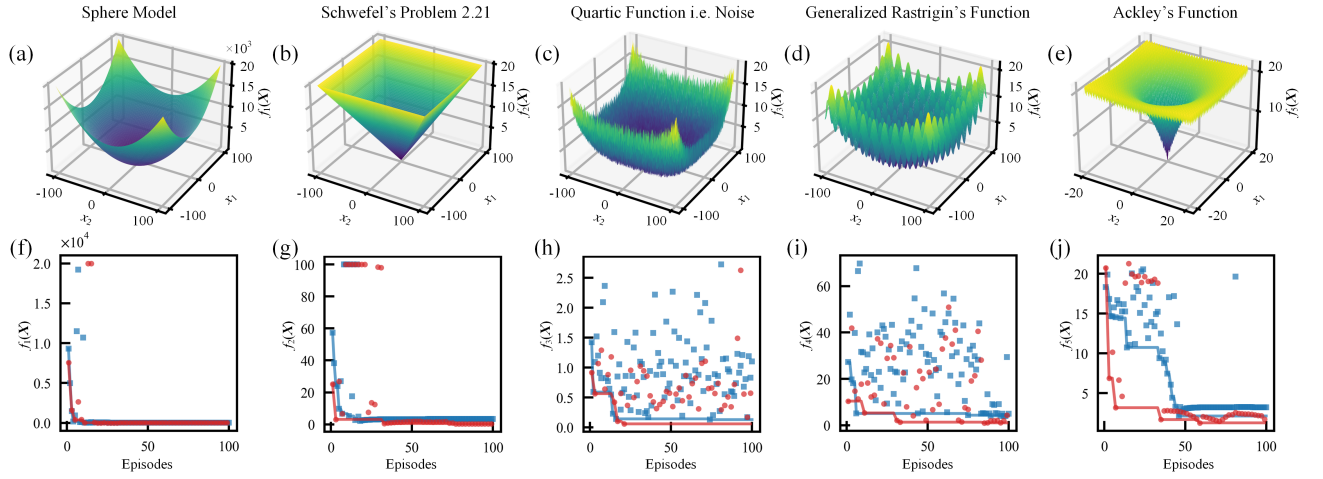 Sphere Model
Schwefel's Problem 2.21
Quartic Function i.e. Noise
Generalized Rastrigin's Function
Ackley's Function
(a)
×10³
20
15
10
5
f₁(X)
100
0
-100
x₁
-100
0
100
x₂
(b)
20
15
10
5
f₂(X)
100
0
-100
x₁
-100
0
100
x₂
(c)
20
15
10
5
f₃(X)
100
0
-100
x₁
-100
0
100
x₂
(d)
20
15
10
5
f₄(X)
100
0
-100
x₁
-100
0
100
x₂
(e)
20
15
10
5
f₅(X)
20
0
-20
x₁
-20
0
20
x₂
(f)
×10⁴
2.0
1.5
1.0
0.5
0.0
f₁(X)
0 50 100
Episodes
(g)
100
80
60
40
20
0
f₂(X)
0 50 100
Episodes
(h)
2.5
2.0
1.5
1.0
0.5
0.0
f₃(X)
0 50 100
Episodes
(i)
60
40
20
0
f₄(X)
0 50 100
Episodes
(j)
20
15
10
5
f₅(X)
0 50 100
Episodes